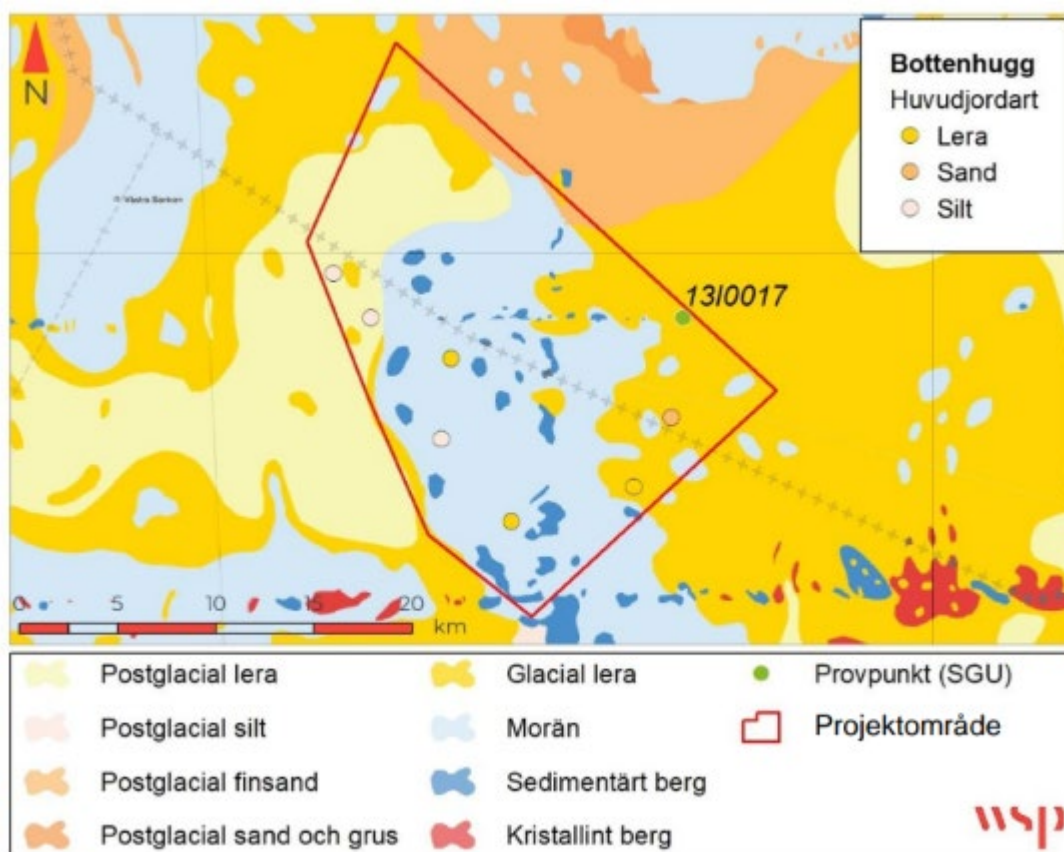 N
Bottenhugg
Huvudjordart
Lera
Sand
Silt
13I0017
0 5 10 15 20
km
Postglacial lera
Postglacial silt
Postglacial finsand
Postglacial sand och grus
Glacial lera
Morän
Sedimentärt berg
Kristallint berg
Provpunkt (SGU)
Projektområde
wsp